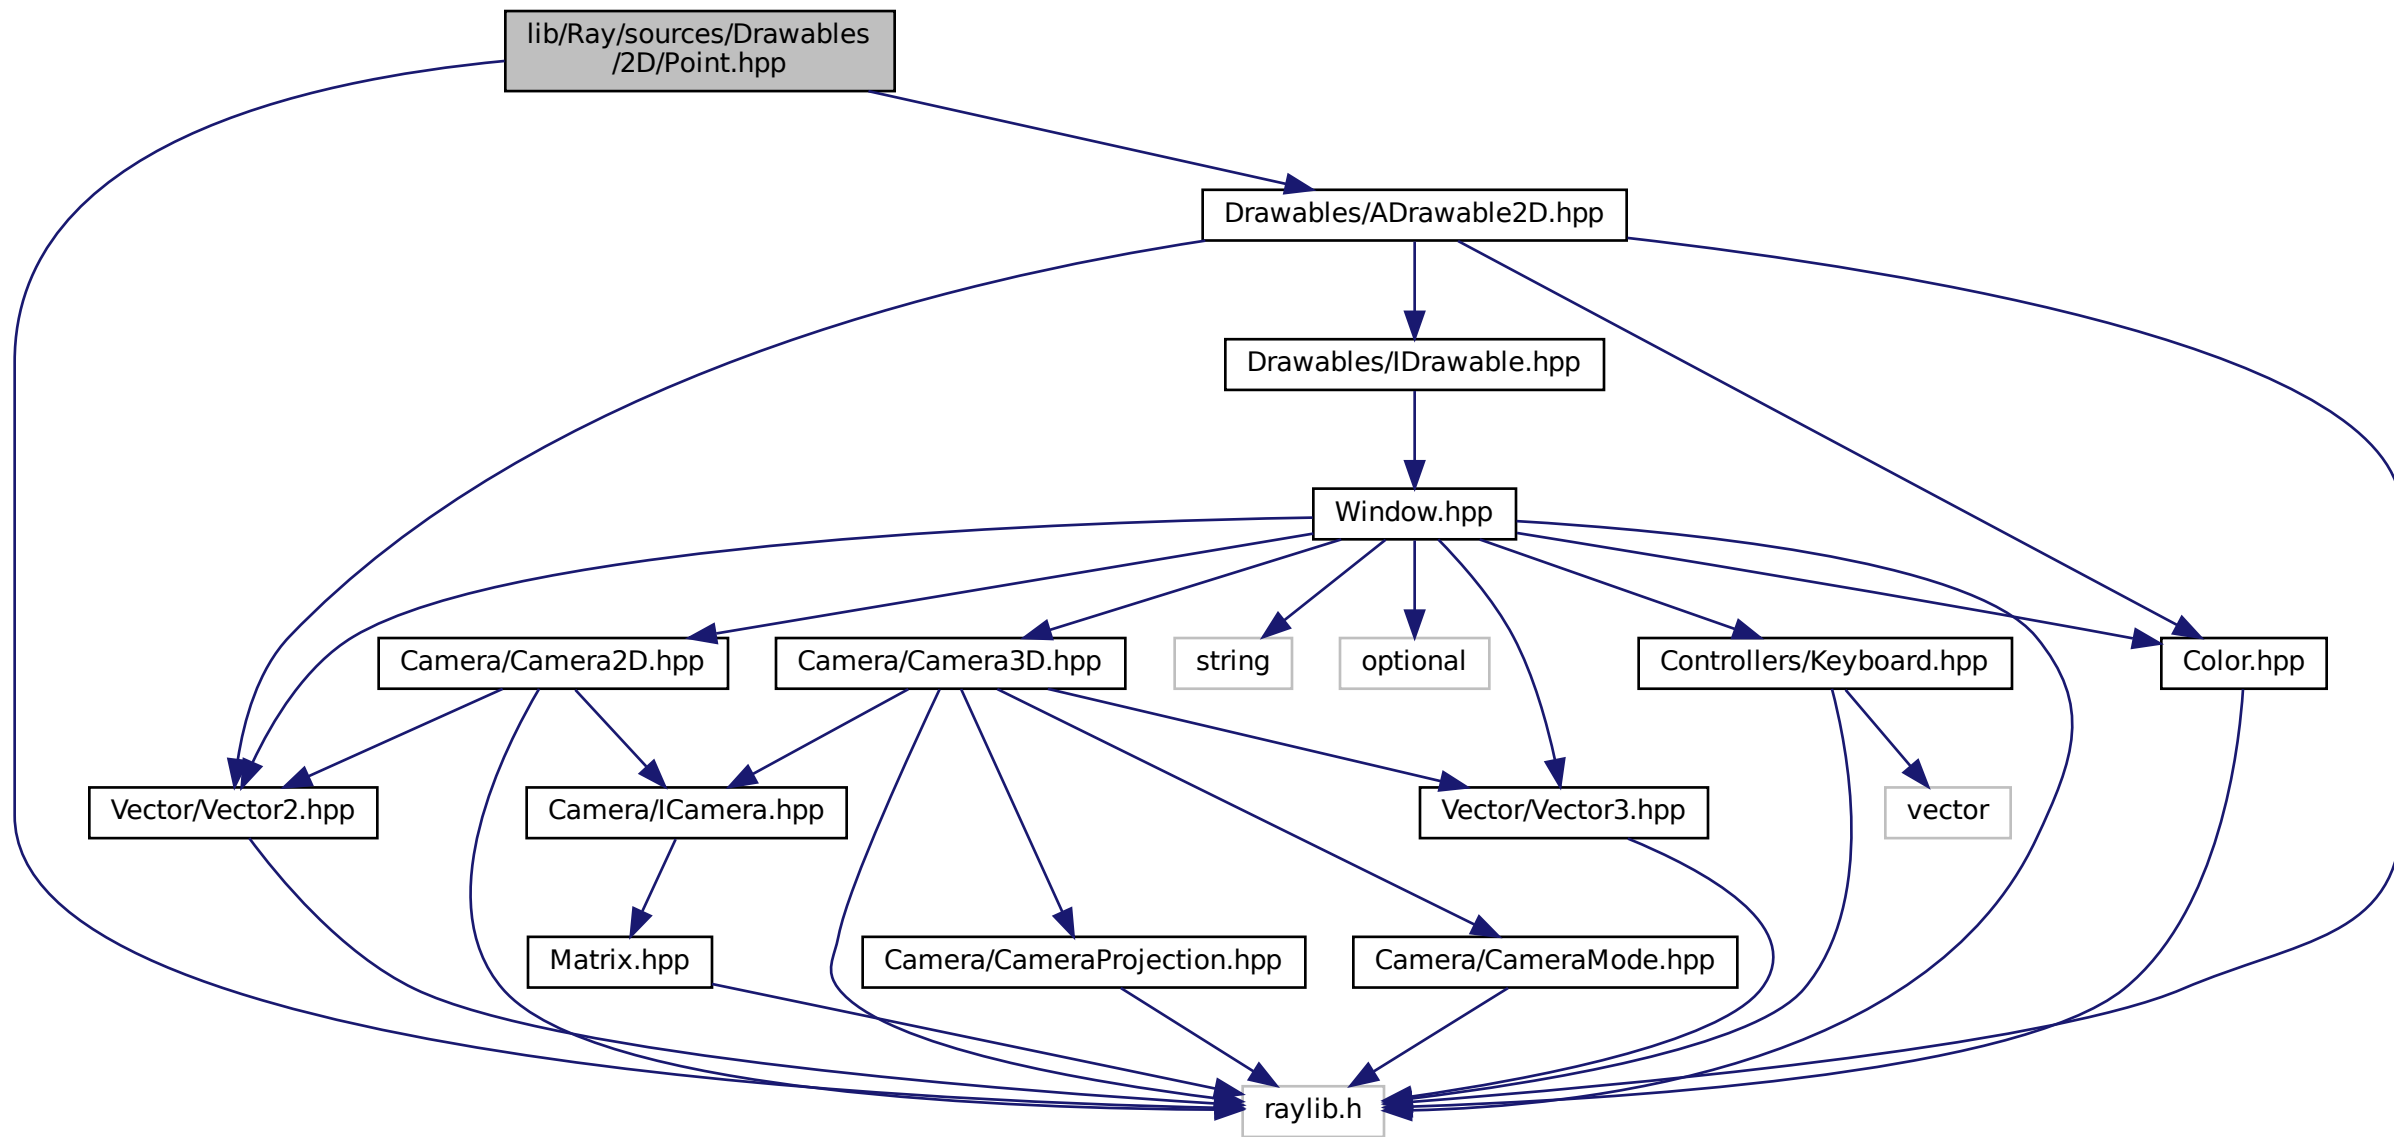 lib/Ray/sources/Drawables
/2D/Point.hpp
Drawables/ADrawable2D.hpp
Drawables/IDrawable.hpp
Window.hpp
Camera/Camera2D.hpp
Camera/Camera3D.hpp
string
optional
Controllers/Keyboard.hpp
Color.hpp
Vector/Vector2.hpp
Camera/ICamera.hpp
Vector/Vector3.hpp
vector
Matrix.hpp
Camera/CameraProjection.hpp
Camera/CameraMode.hpp
raylib.h